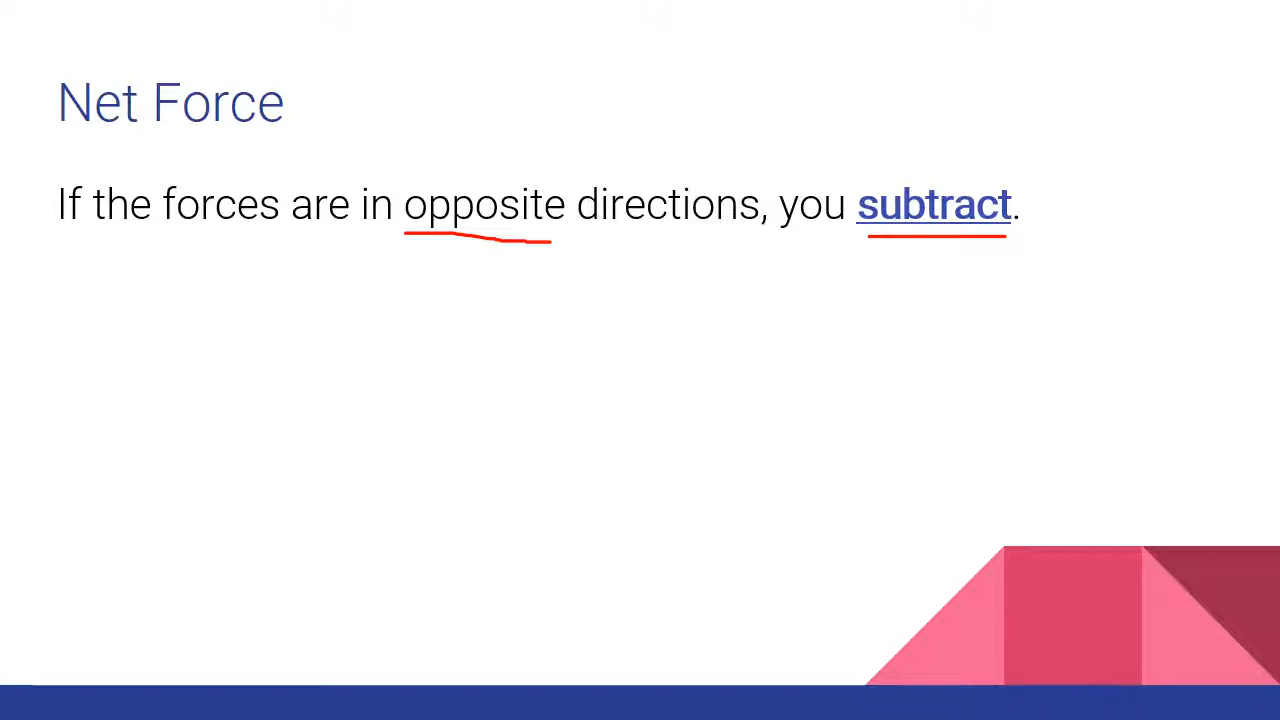 Net Force
If the forces are in opposite directions, you subtract.